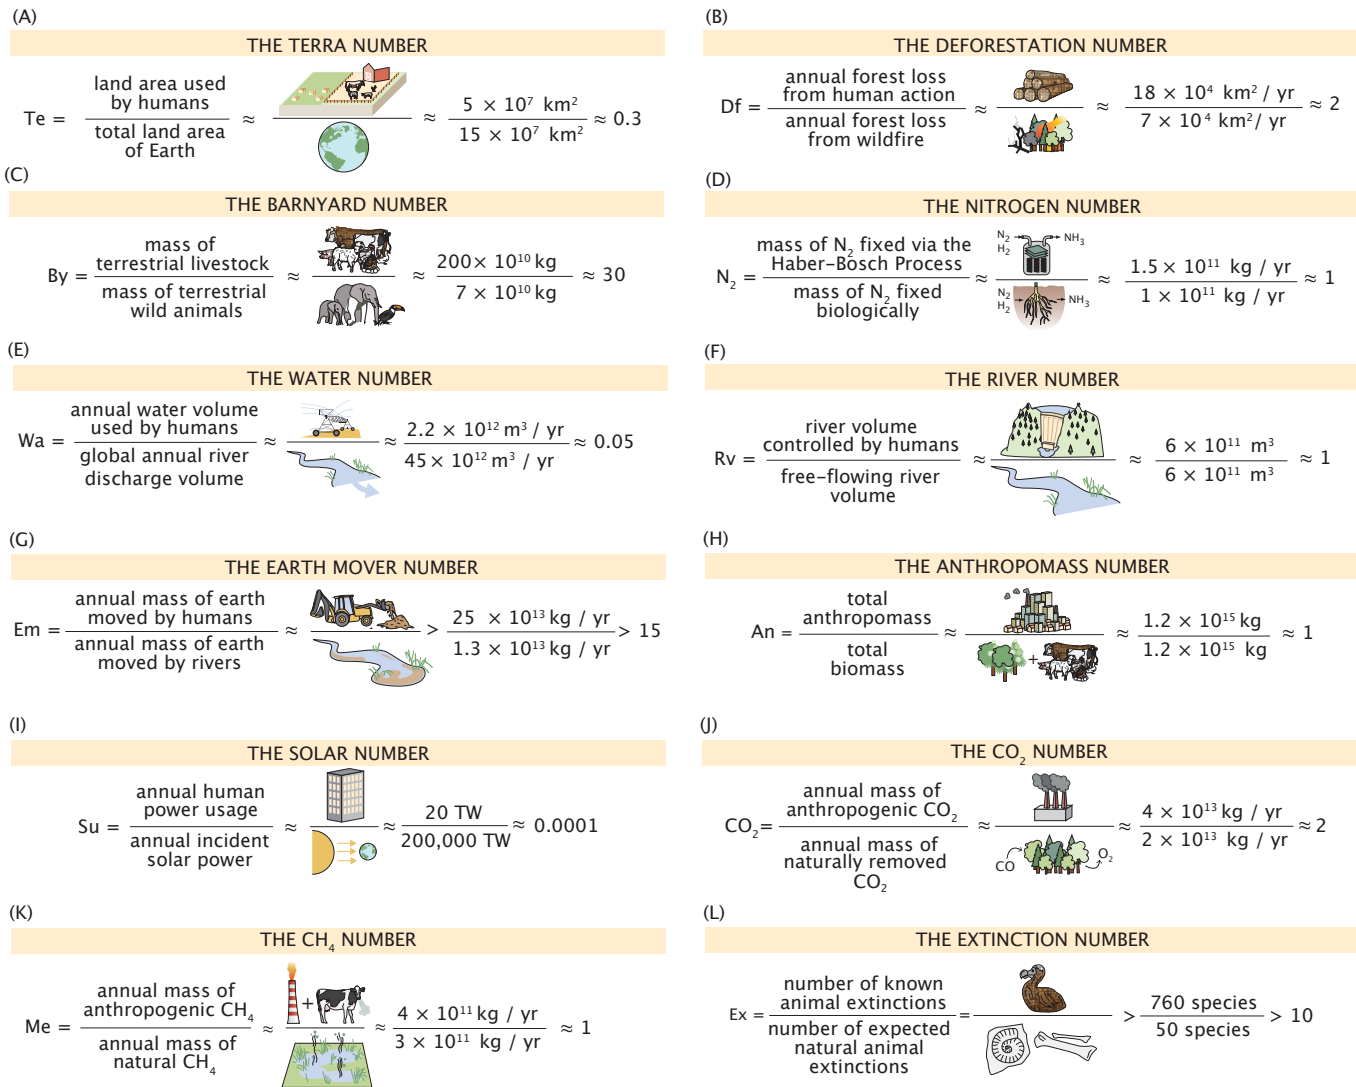 (A)
THE TERRA NUMBER
Te =
land area used
by humans
total land area
of Earth
≈
≈
5 × 10⁷ km²
15 × 10⁷ km²
≈ 0.3
(B)
THE DEFORESTATION NUMBER
Df =
annual forest loss
from human action
annual forest loss
from wildfire
≈
≈
18 × 10⁴ km² / yr
7 × 10⁴ km²/ yr
≈ 2
(C)
THE BARNYARD NUMBER
By =
mass of
terrestrial livestock
mass of terrestrial
wild animals
≈
≈
200× 10¹⁰ kg
7 × 10¹⁰ kg
≈ 30
(D)
THE NITROGEN NUMBER
N₂ =
mass of N₂ fixed via the
Haber–Bosch Process
mass of N₂ fixed
biologically
≈
N₂
H₂
NH₃
N₂
H₂
NH₃
≈
1.5 × 10¹¹ kg / yr
1 × 10¹¹ kg / yr
≈ 1
(E)
THE WATER NUMBER
Wa =
annual water volume
used by humans
global annual river
discharge volume
≈
≈
2.2 × 10¹² m³ / yr
45 × 10¹² m³ / yr
≈ 0.05
(F)
THE RIVER NUMBER
Rv =
river volume
controlled by humans
free-flowing river
volume
≈
≈
6 × 10¹¹ m³
6 × 10¹¹ m³
≈ 1
(G)
THE EARTH MOVER NUMBER
Em =
annual mass of earth
moved by humans
annual mass of earth
moved by rivers
≈
>
25 × 10¹³ kg / yr
1.3 × 10¹³ kg / yr
> 15
(H)
THE ANTHROPOMASS NUMBER
An =
total
anthropomass
total
biomass
≈
+
≈
1.2 × 10¹⁵ kg
1.2 × 10¹⁵ kg
≈ 1
(I)
THE SOLAR NUMBER
Su =
annual human
power usage
annual incident
solar power
≈
≈
20 TW
200,000 TW
≈ 0.0001
(J)
THE CO₂ NUMBER
CO₂=
annual mass of
anthropogenic CO₂
annual mass of
naturally removed
CO₂
≈
CO
O₂
≈
4 × 10¹³ kg / yr
2 × 10¹³ kg / yr
≈ 2
(K)
THE CH₄ NUMBER
Me =
annual mass of
anthropogenic CH₄
annual mass of
natural CH₄
≈
+
≈
4 × 10¹¹ kg / yr
3 × 10¹¹ kg / yr
≈ 1
(L)
THE EXTINCTION NUMBER
Ex =
number of known
animal extinctions
number of expected
natural animal
extinctions
=
>
760 species
50 species
> 10